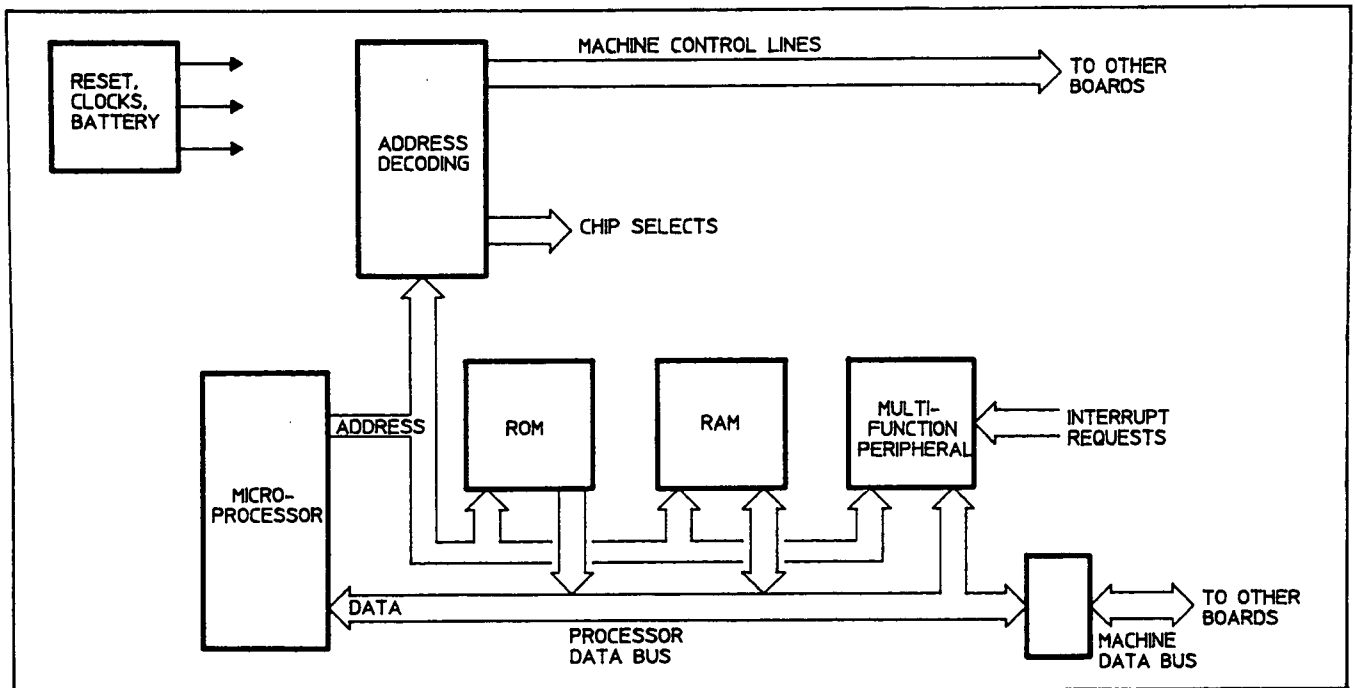 RESET,
CLOCKS,
BATTERY
MACHINE CONTROL LINES
TO OTHER
BOARDS
ADDRESS
DECODING
CHIP SELECTS
ADDRESS
ROM
RAM
MULTI-
FUNCTION
PERIPHERAL
INTERRUPT
REQUESTS
MICRO-
PROCESSOR
DATA
PROCESSOR
DATA BUS
TO OTHER
BOARDS
MACHINE
DATA BUS